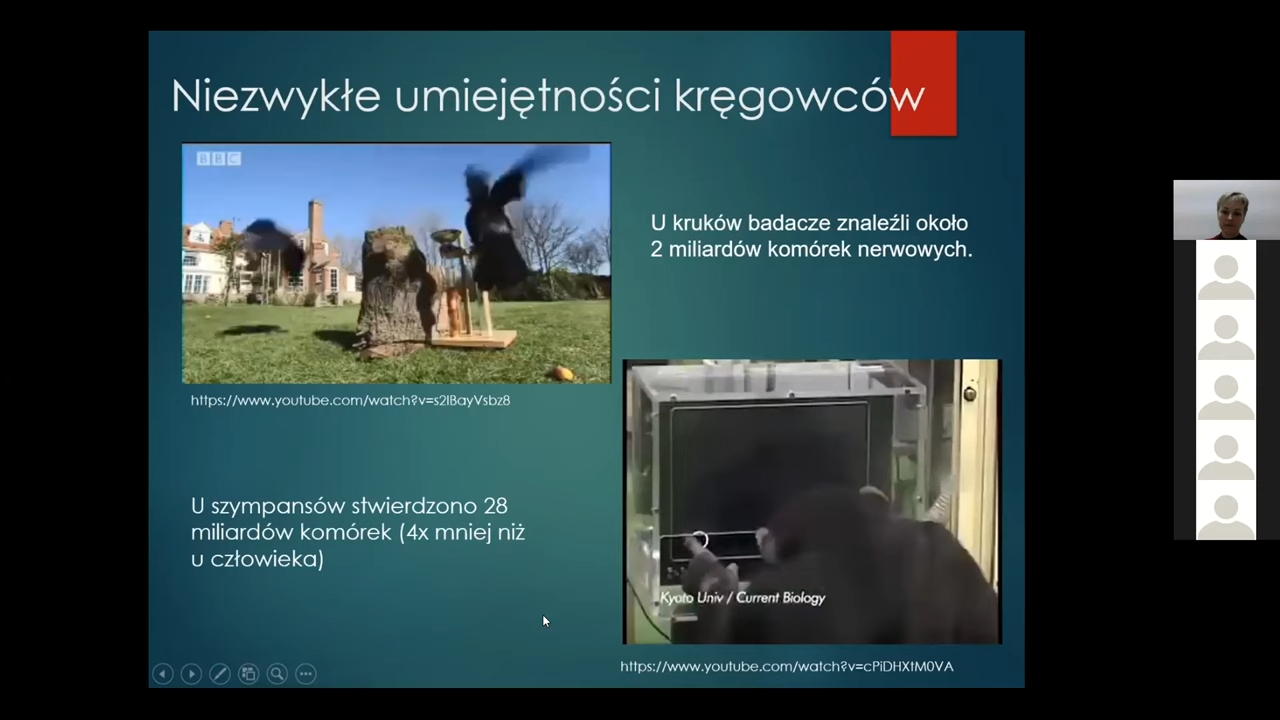 Niezwykłe umiejętności kręgowców
BBC
U kruków badacze znaleźli około
2 miliardów komórek nerwowych.
https://www.youtube.com/watch?v=s2IBayVsbz8
U szympansów stwierdzono 28
miliardów komórek (4x mniej niż
u człowieka)
Kyoto Univ / Current Biology
https://www.youtube.com/watch?v=cPiDHXtM0VA